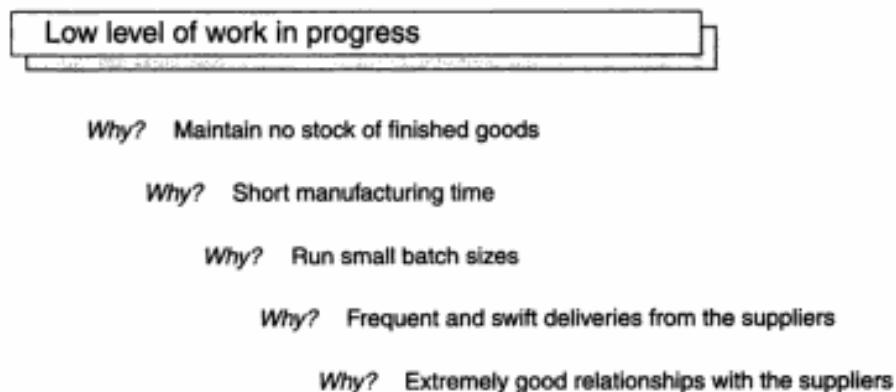 Low level of work in progress
Why? Maintain no stock of finished goods
Why? Short manufacturing time
Why? Run small batch sizes
Why? Frequent and swift deliveries from the suppliers
Why? Extremely good relationships with the suppliers